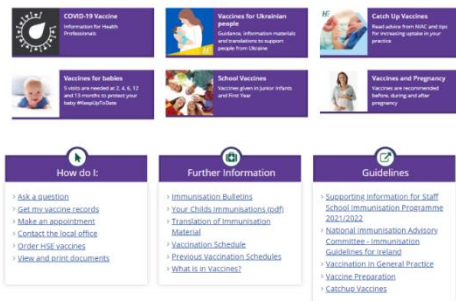 COVID-19 Vaccine
Information for Health
Professionals
Vaccines for Ukrainian
people
Guidance, information materials
and translations to support
people from Ukraine
Catch Up Vaccines
Read advice from NIAC and tips
for increasing uptake in your
practice
Vaccines for babies
5 visits are needed at 2, 4, 6, 12
and 13 months to protect your
baby #KeepUpToDate
School Vaccines
Vaccines given in Junior Infants
and First Year
Vaccines and Pregnancy
Vaccines are recommended
before, during and after
pregnancy
How do I:
Ask a question
Get my vaccine records
Make an appointment
Contact the local office
Order HSE vaccines
View and print documents
Further Information
Immunisation Bulletins
Your Childs Immunisations (pdf)
Translation of Immunisation
Material
Vaccination Schedule
Previous Vaccination Schedules
What is in Vaccines?
Guidelines
Supporting Information for Staff
School Immunisation Programme
2021/2022
National Immunisation Advisory
Committee - Immunisation
Guidelines for Ireland
Vaccination in General Practice
Vaccine Preparation
Catchup Vaccines